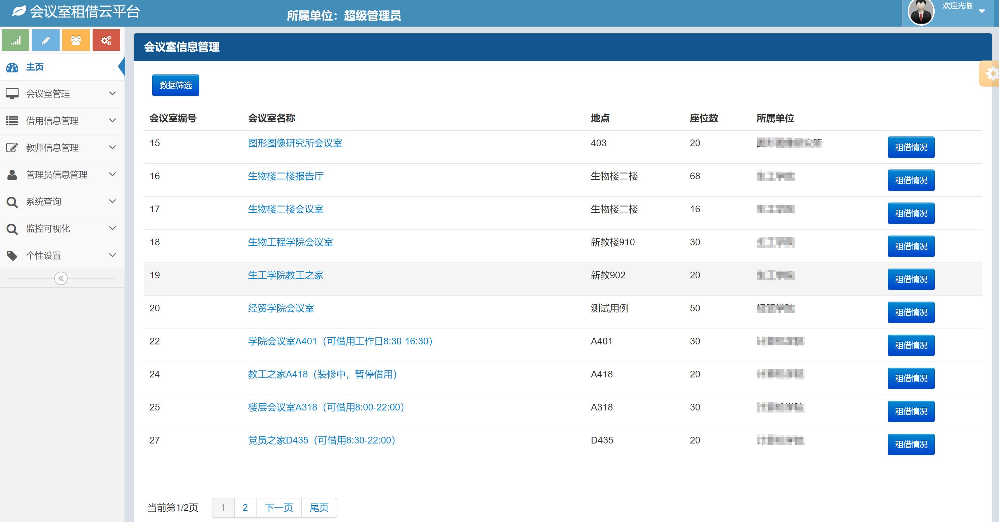 会议室租借云平台
所属单位：超级管理员
欢迎光临
主页
会议室管理
借用信息管理
教师信息管理
管理员信息管理
系统查询
监控可视化
个性设置
会议室信息管理
数据筛选
会议室编号 会议室名称 地点 座位数 所属单位
15 图形图像研究所会议室 403 20 租借情况
16 生物楼二楼报告厅 生物楼二楼 68 租借情况
17 生物楼二楼会议室 生物楼二楼 16 租借情况
18 生物工程学院会议室 新教楼910 30 租借情况
19 生工学院教工之家 新教902 20 租借情况
20 经贸学院会议室 测试用例 50 租借情况
22 学院会议室A401（可借用工作日8:30-16:30） A401 30 租借情况
24 教工之家A418（装修中，暂停借用） A418 20 租借情况
25 楼层会议室A318（可借用8:00-22:00） A318 30 租借情况
27 党员之家D435（可借用8:30-22:00） D435 20 租借情况
当前第1/2页 1 2 下一页 尾页